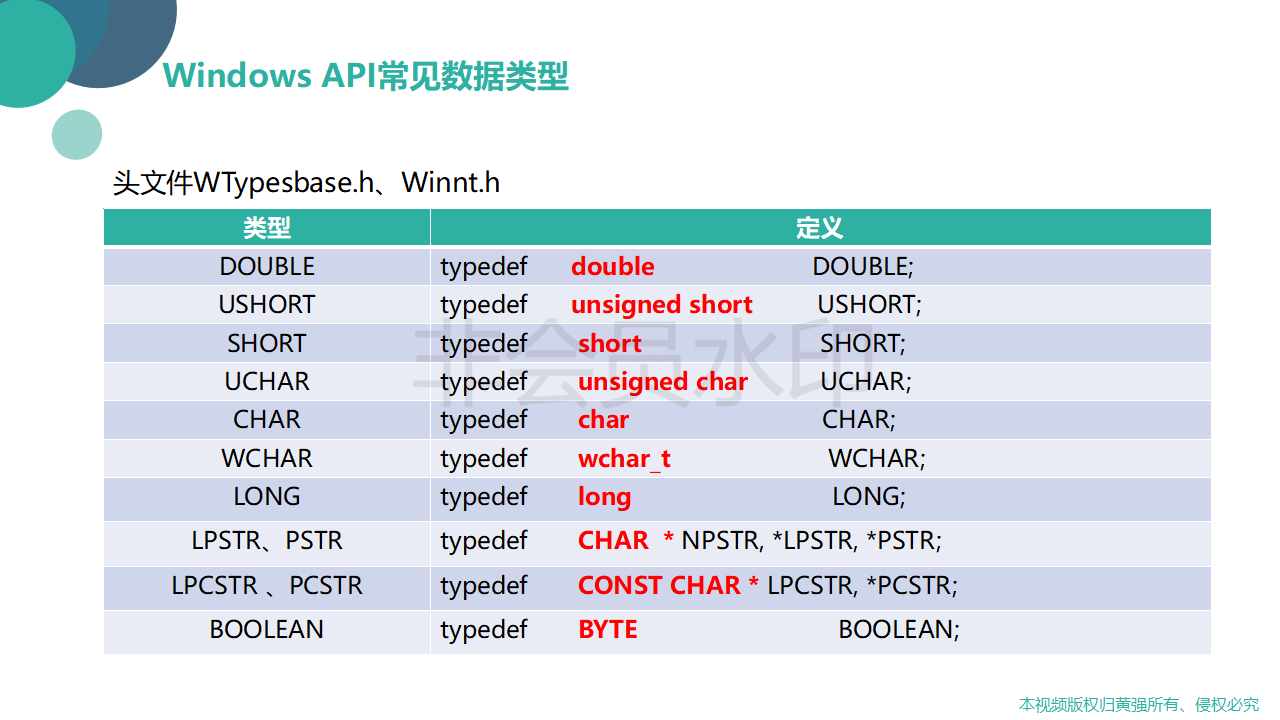 Windows API常见数据类型
头文件WTypesbase.h、Winnt.h
类型 定义
DOUBLE typedef double DOUBLE;
USHORT typedef unsigned short USHORT;
SHORT typedef short SHORT;
UCHAR typedef unsigned char UCHAR;
CHAR typedef char CHAR;
WCHAR typedef wchar_t WCHAR;
LONG typedef long LONG;
LPSTR、PSTR typedef CHAR * NPSTR, *LPSTR, *PSTR;
LPCSTR 、PCSTR typedef CONST CHAR * LPCSTR, *PCSTR;
BOOLEAN typedef BYTE BOOLEAN;
非会员水印
本视频版权归黄强所有、侵权必究